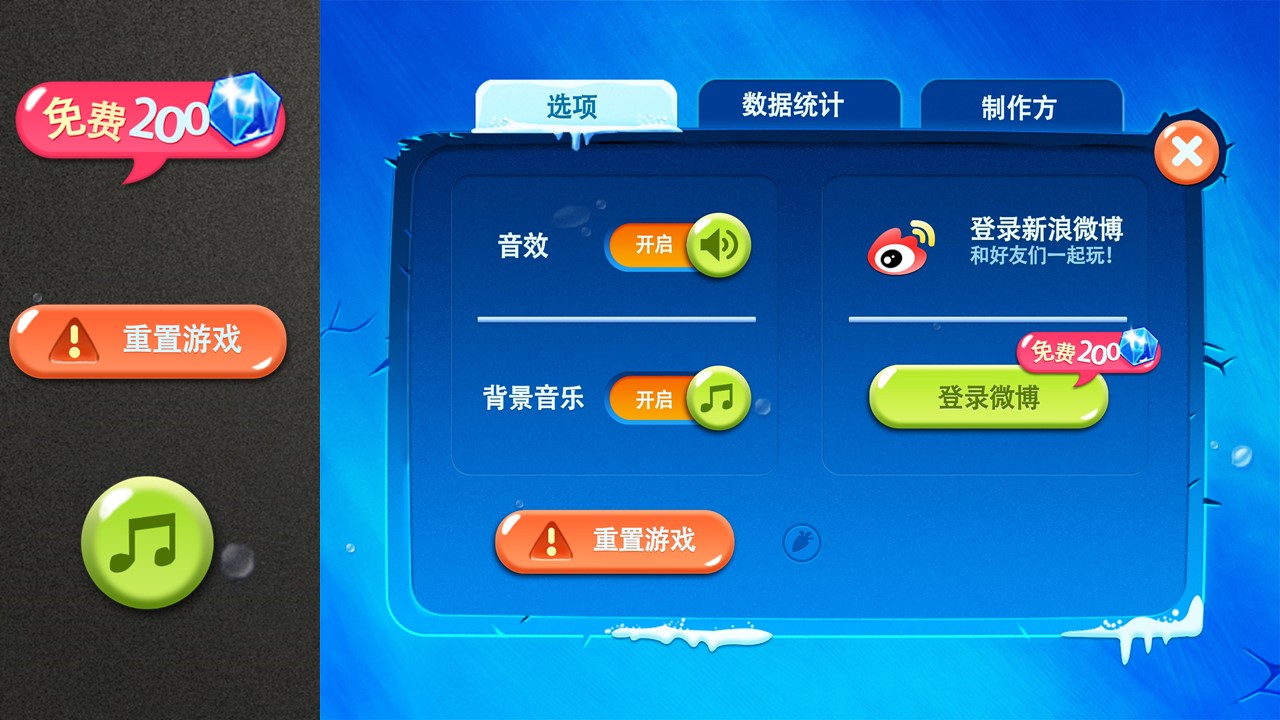 免费200
重置游戏
选项
数据统计
制作方
音效
开启
登录新浪微博
和好友们一起玩!
背景音乐
开启
免费200
登录微博
重置游戏